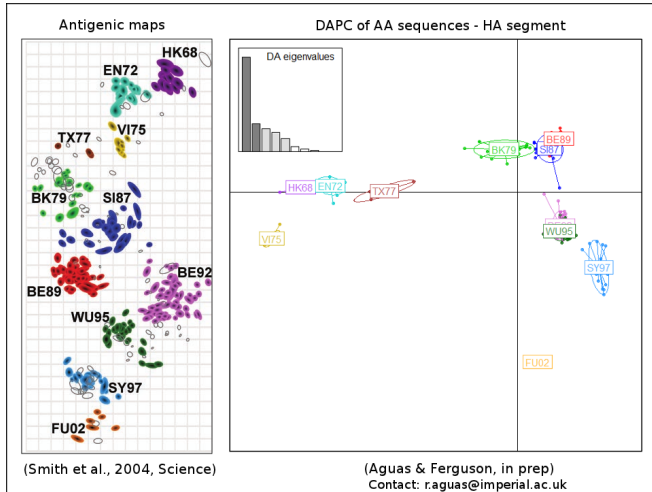 Antigenic maps
HK68
EN72
VI75
TX77
BK79
SI87
BE92
BE89
WU95
SY97
FU02
(Smith et al., 2004, Science)
DAPC of AA sequences - HA segment
DA eigenvalues
BE89
BK79
SI87
HK68
EN72
TX77
VI75
WU95
SY97
FU02
(Aguas & Ferguson, in prep)
Contact: r.aguas@imperial.ac.uk